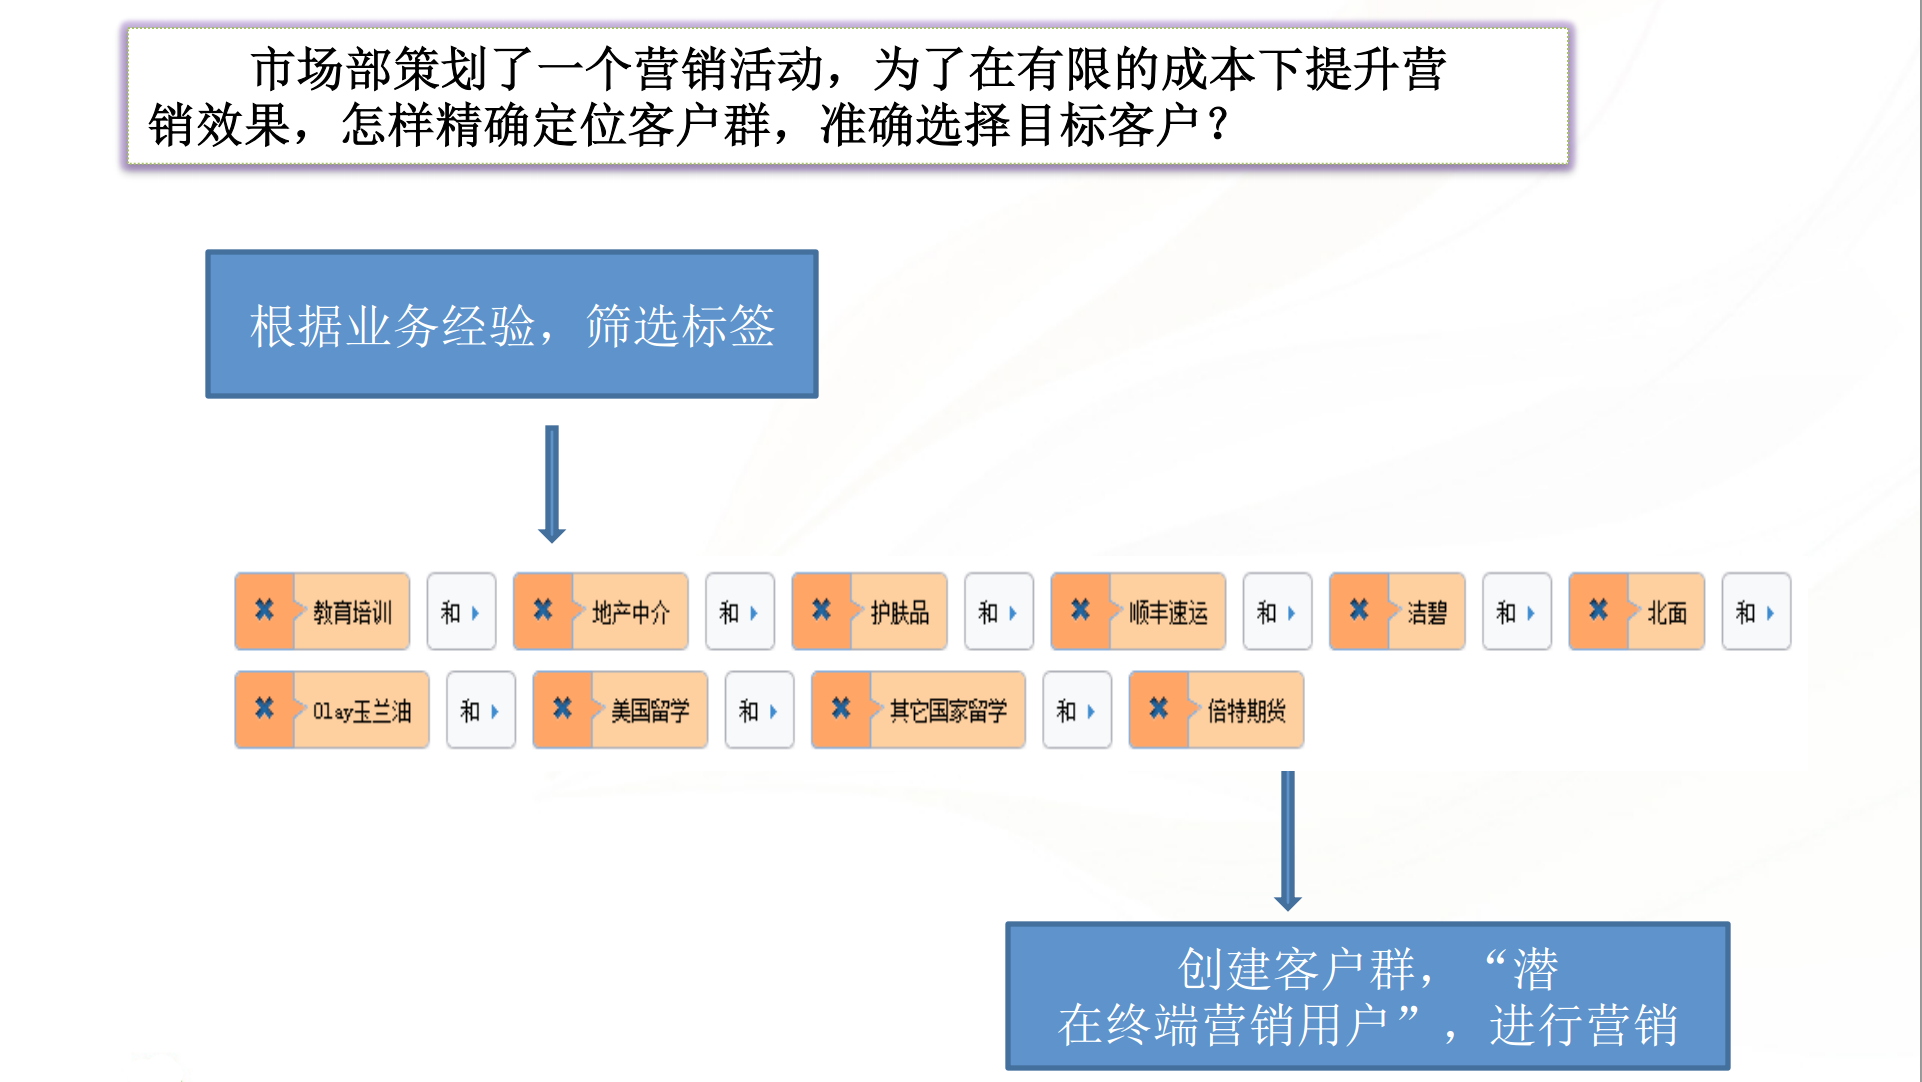 市场部策划了一个营销活动，为了在有限的成本下提升营
销效果，怎样精确定位客户群，准确选择目标客户？
根据业务经验，筛选标签
教育培训 和 地产中介 和 护肤品 和 顺丰速运 和 洁碧 和 北面 和
Olay玉兰油 和 美国留学 和 其它国家留学 和 倍特期货
创建客户群，“潜
在终端营销用户”，进行营销